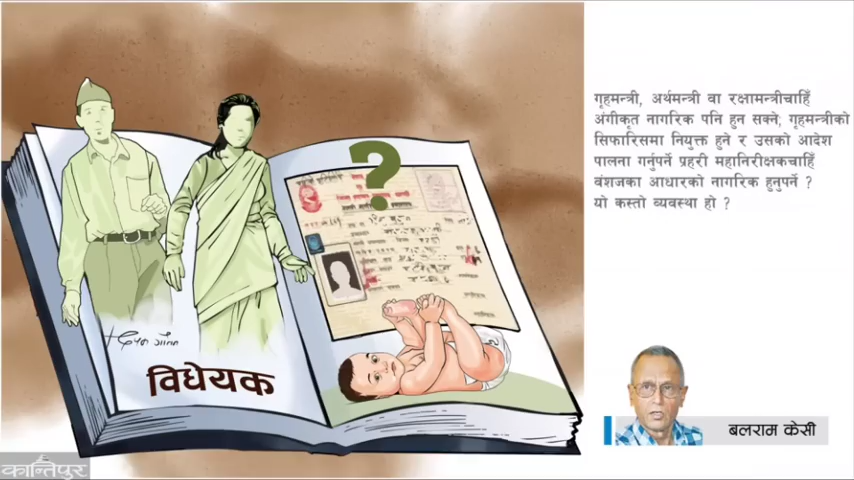 गृहमन्त्री, अर्थमन्त्री वा रक्षामन्त्रीचाहिँ
अंगीकृत नागरिक पनि हुन सक्ने; गृहमन्त्रीको
सिफारिसमा नियुक्त हुने र उसको आदेश
पालना गर्नुपर्ने प्रहरी महानिरीक्षकचाहिँ
वंशजका आधारको नागरिक हुनुपर्ने ?
यो कस्तो व्यवस्था हो ?
?
विधेयक
बलराम केसी
कान्तिपुर